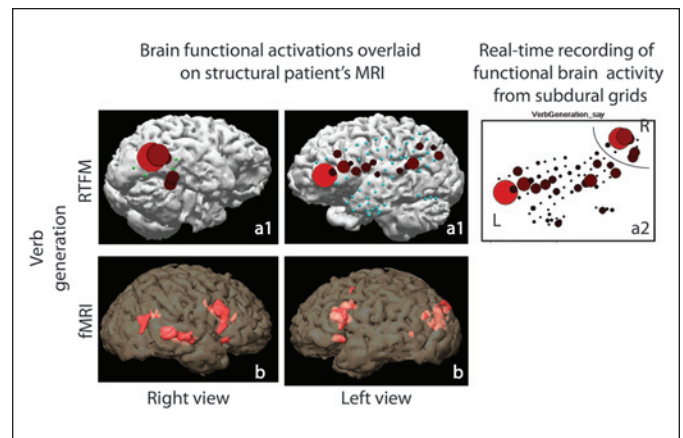 Brain functional activations overlaid
on structural patient's MRI
Real-time recording of
functional brain activity
from subdural grids
VerbGeneration_say
Verb
generation
RTFM
a1
a1
R
L
a2
fMRI
b
b
Right view
Left view